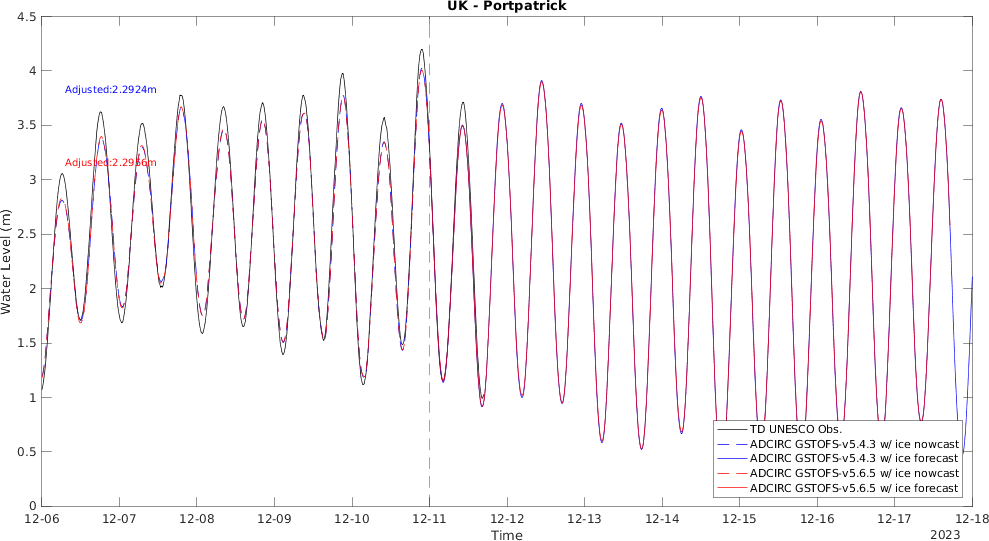 UK - Portpatrick
4.5
4
3.5
3
2.5
2
1.5
1
0.5
0
Water Level (m)
Adjusted:2.2924m
Adjusted:2.2966m
TD UNESCO Obs.
ADCIRC GSTOFS-v5.4.3 w/ ice nowcast
ADCIRC GSTOFS-v5.4.3 w/ ice forecast
ADCIRC GSTOFS-v5.6.5 w/ ice nowcast
ADCIRC GSTOFS-v5.6.5 w/ ice forecast
12-06 12-07 12-08 12-09 12-10 12-11 12-12 12-13 12-14 12-15 12-16 12-17 12-18
Time
2023